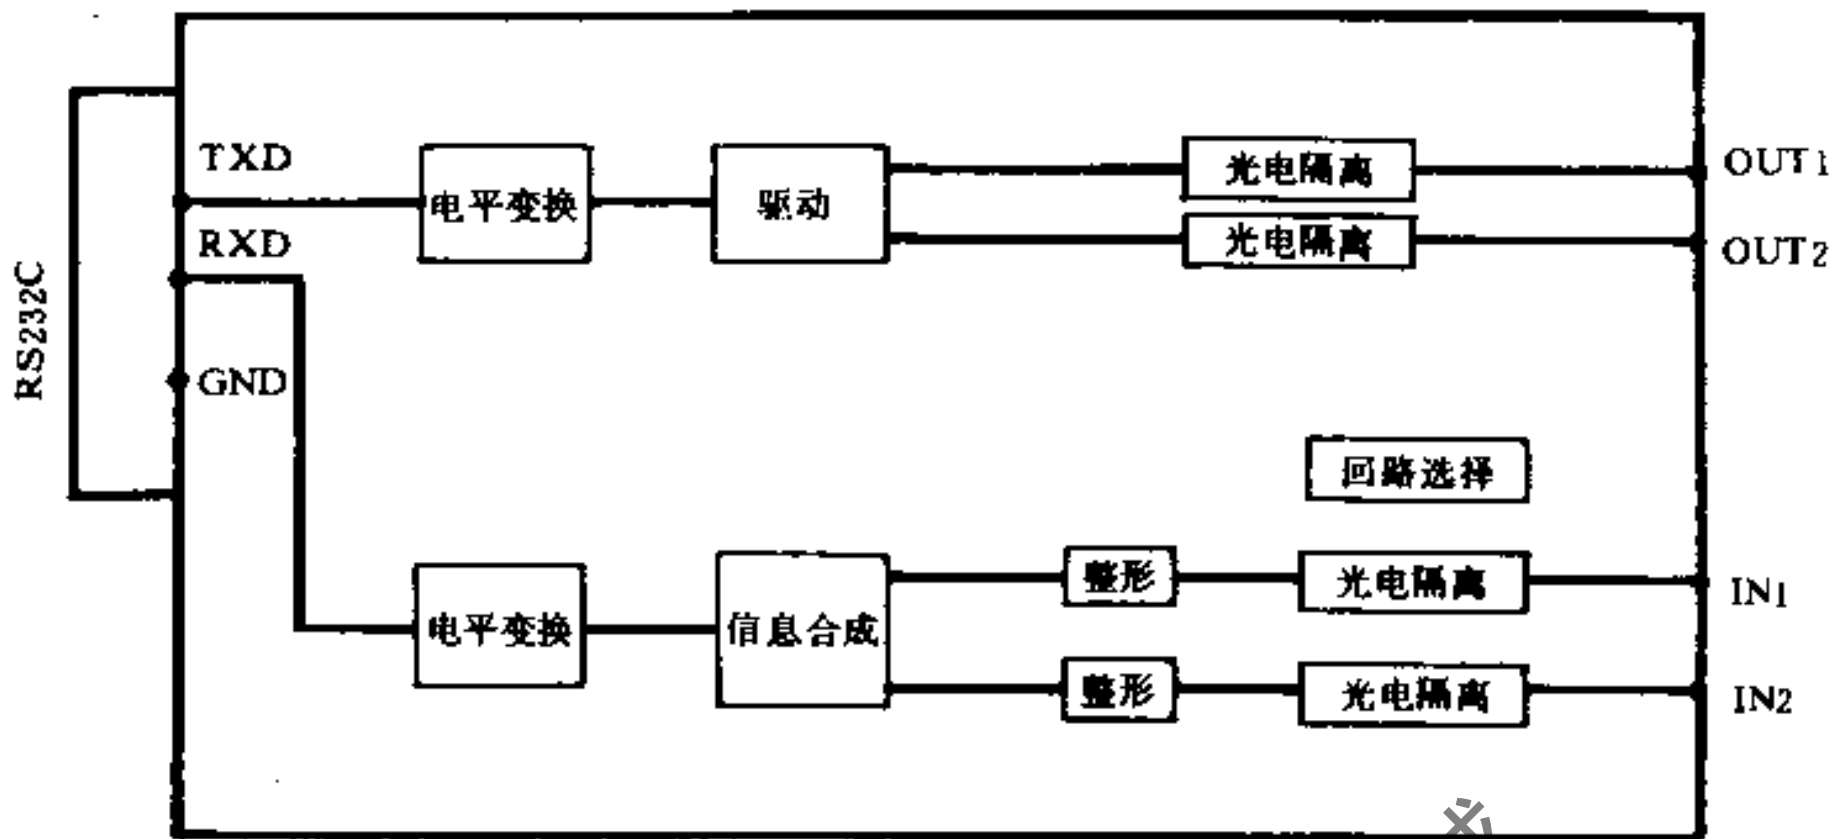 TXD
电平变换
驱动
光电隔离
OUT1
RXD
光电隔离
OUT2
RS232C
GND
回路选择
电平变换
信息合成
整形
光电隔离
IN1
整形
光电隔离
IN2